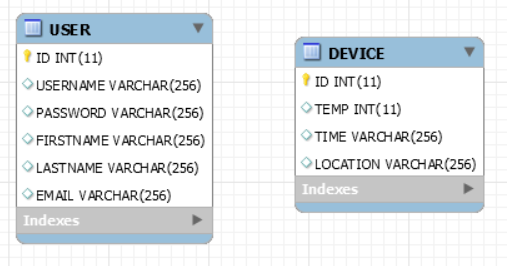 USER
ID INT(11)
USERNAME VARCHAR(256)
PASSWORD VARCHAR(256)
FIRSTNAME VARCHAR(256)
LASTNAME VARCHAR(256)
EMAIL VARCHAR(256)
Indexes
DEVICE
ID INT(11)
TEMP INT(11)
TIME VARCHAR(256)
LOCATION VARCHAR(256)
Indexes